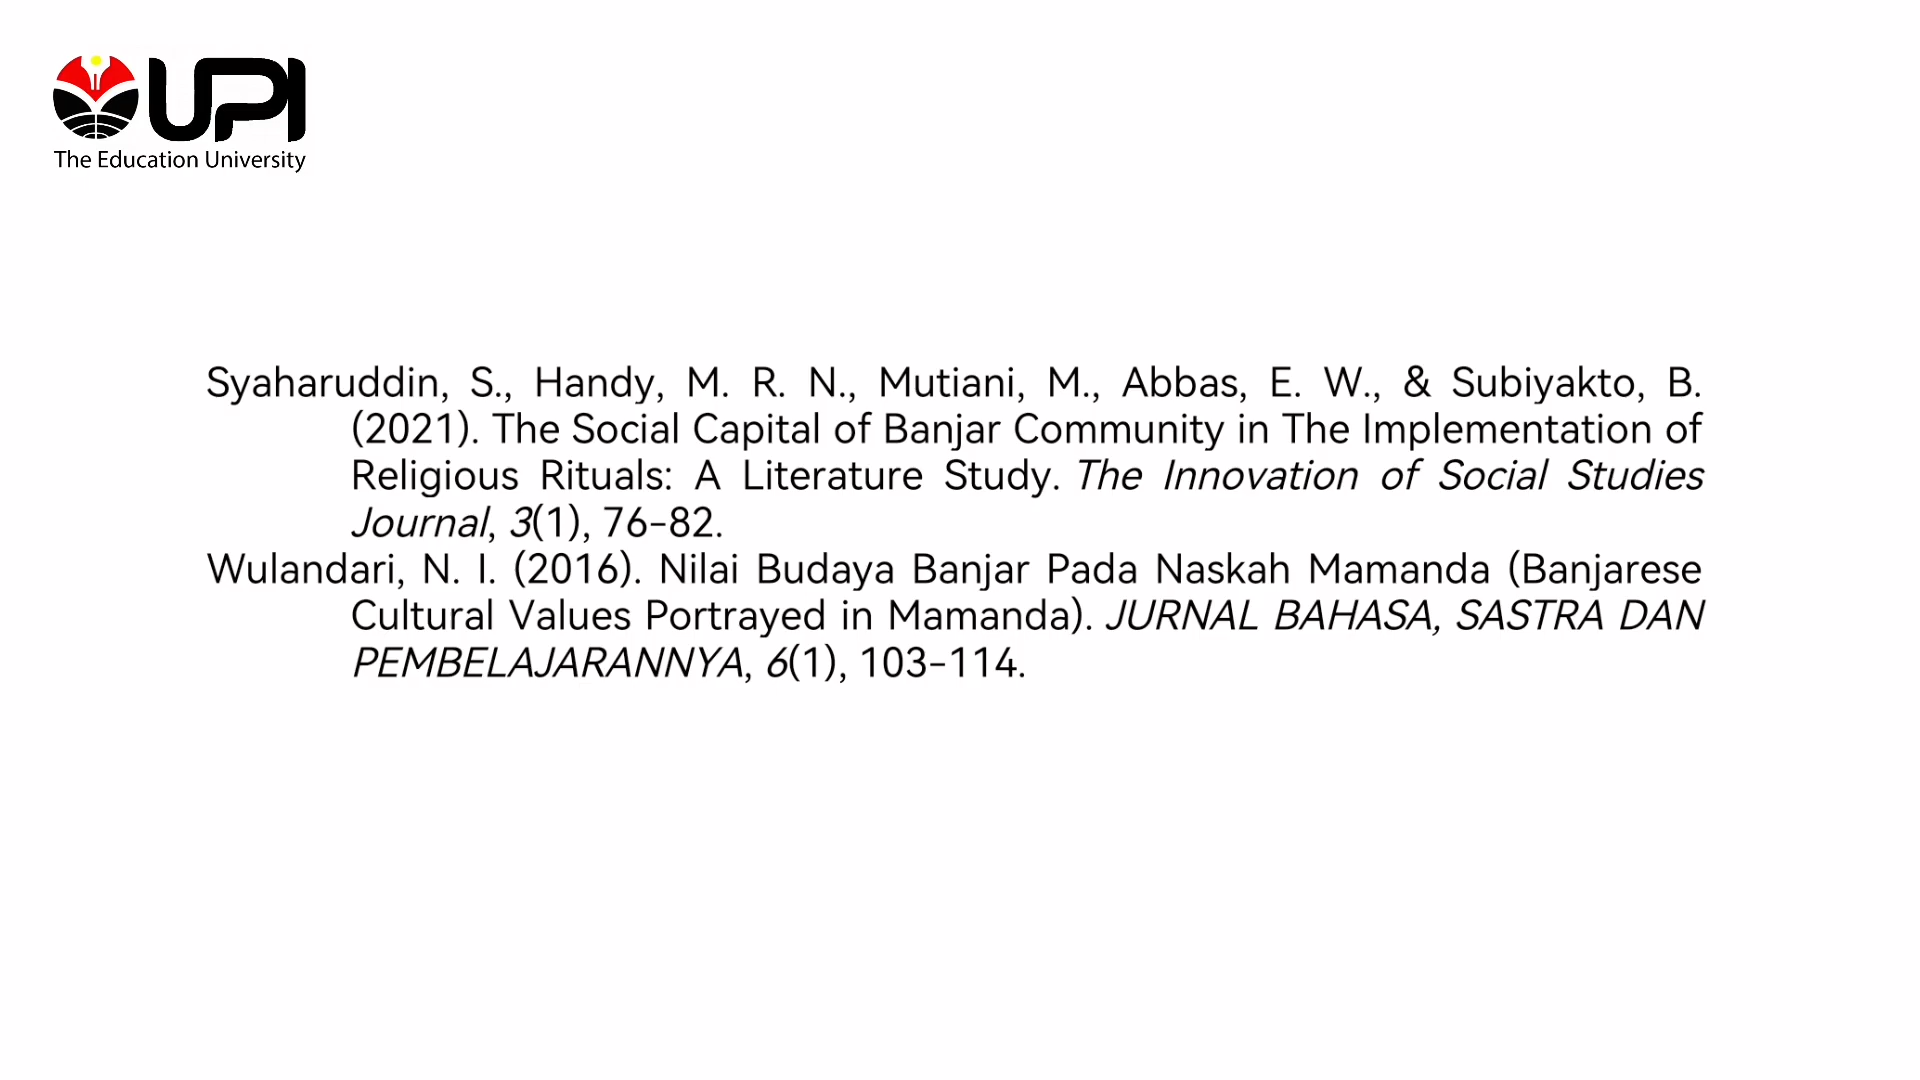 UPI
The Education University
Syaharuddin, S., Handy, M. R. N., Mutiani, M., Abbas, E. W., & Subiyakto, B.
(2021). The Social Capital of Banjar Community in The Implementation of
Religious Rituals: A Literature Study. The Innovation of Social Studies
Journal, 3(1), 76-82.
Wulandari, N. I. (2016). Nilai Budaya Banjar Pada Naskah Mamanda (Banjarese
Cultural Values Portrayed in Mamanda). JURNAL BAHASA, SASTRA DAN
PEMBELAJARANNYA, 6(1), 103-114.